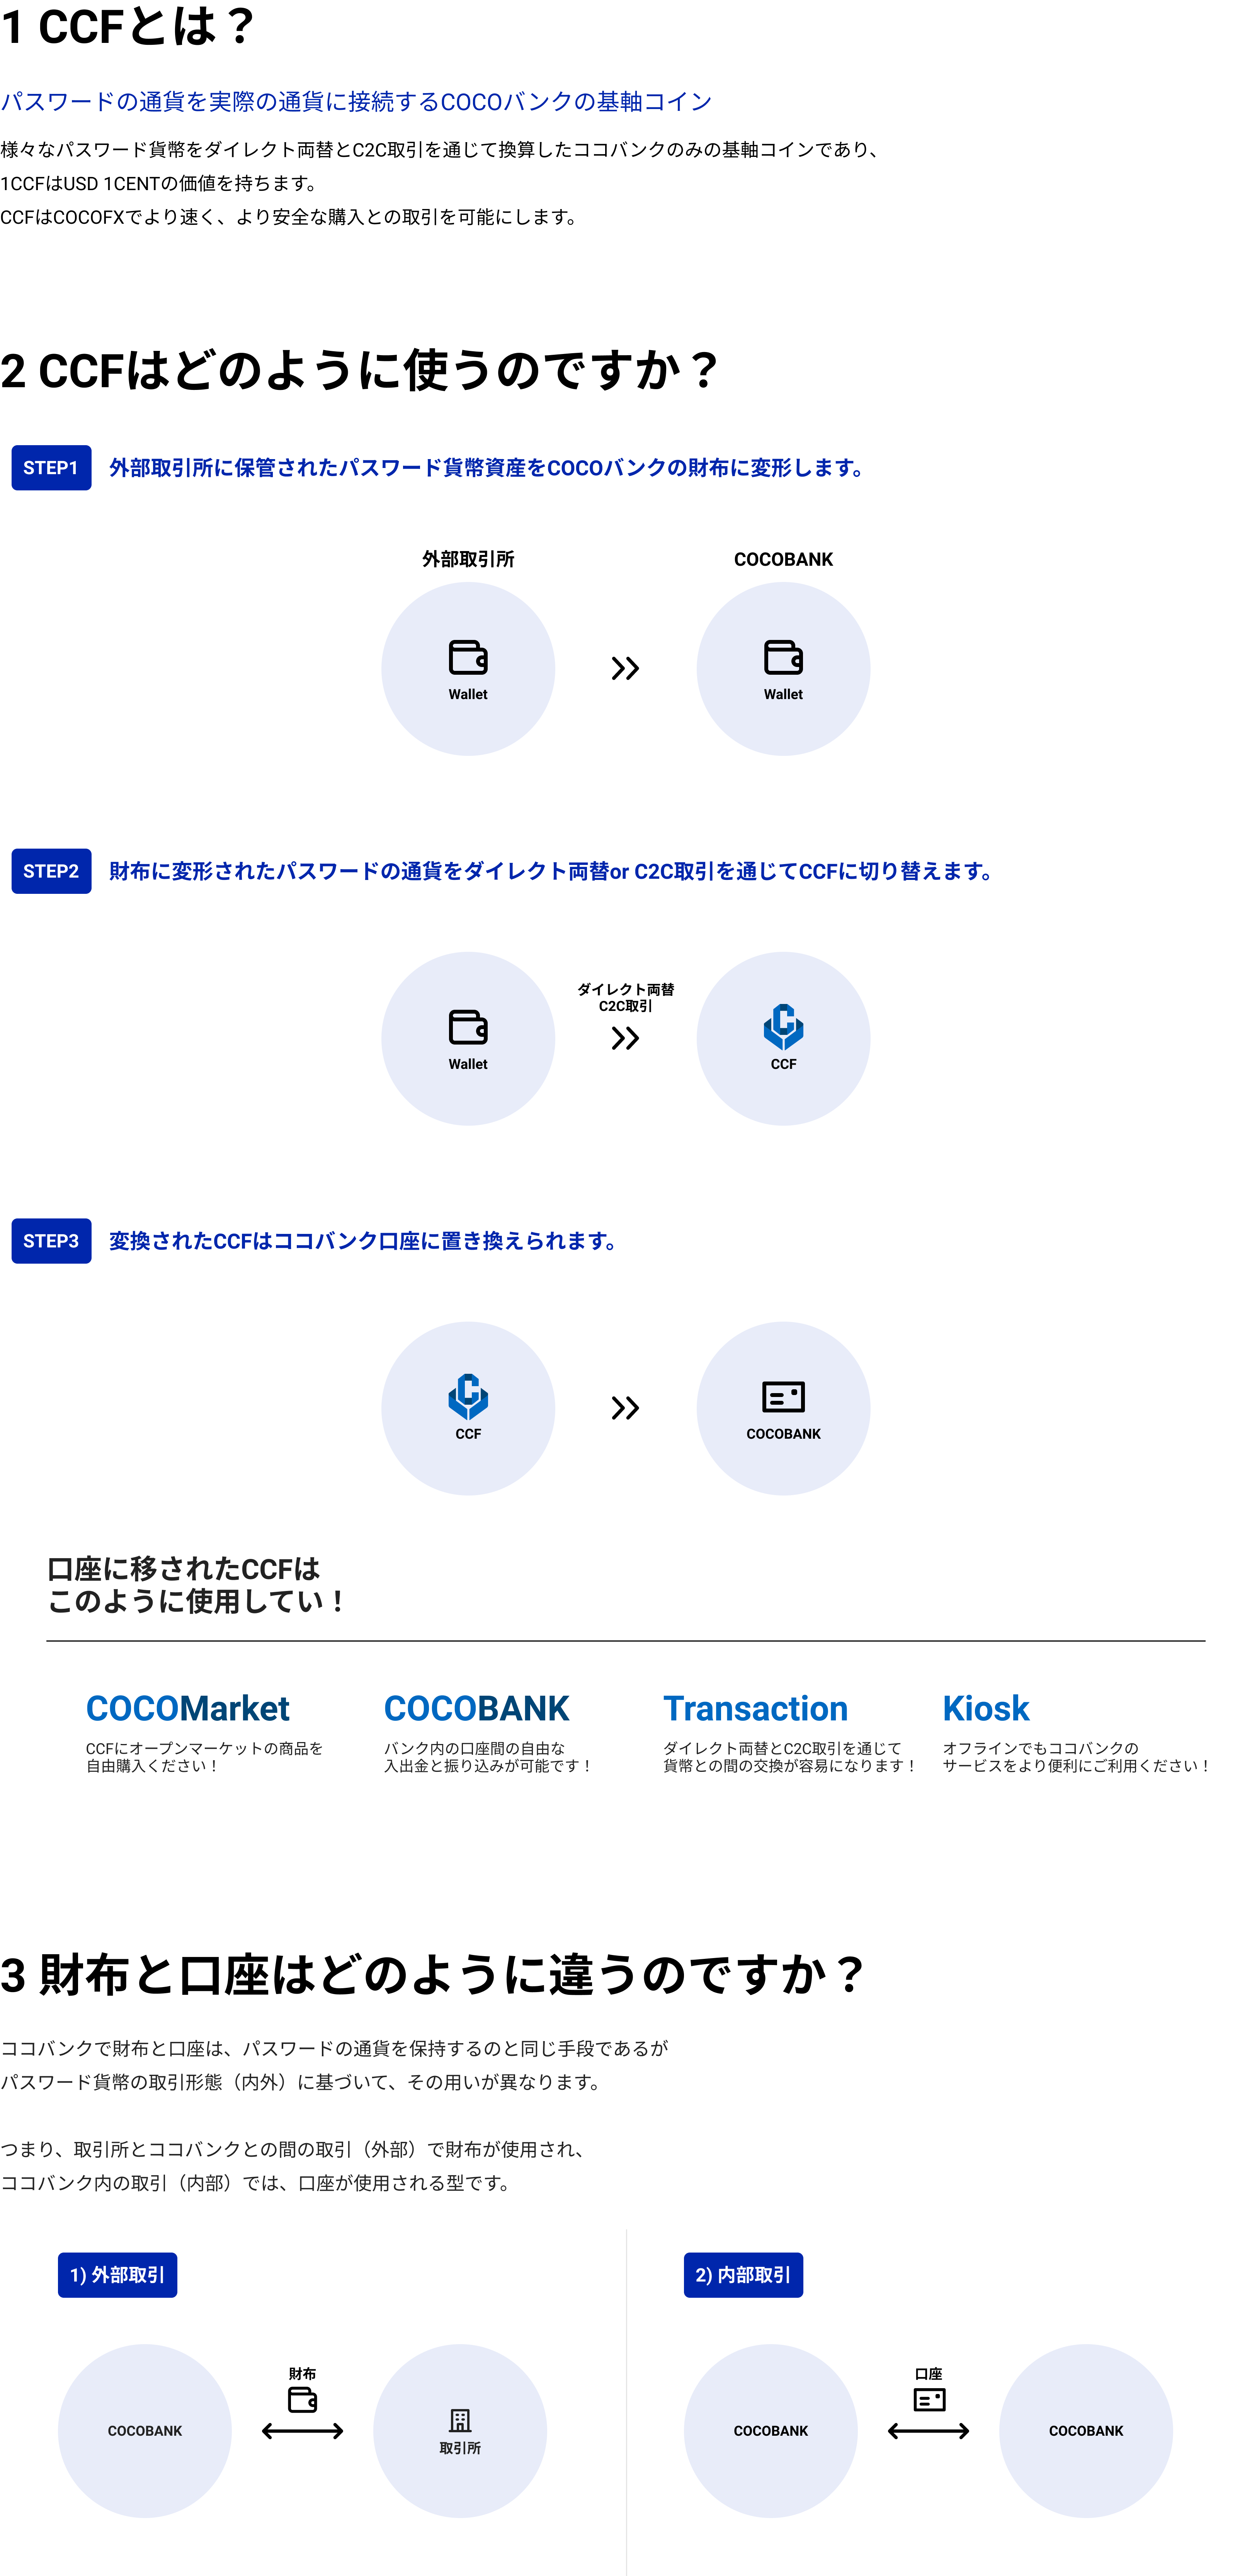 1 CCFとは？
パスワードの通貨を実際の通貨に接続するCOCOバンクの基軸コイン
様々なパスワード貨幣をダイレクト両替とC2C取引を通じて換算したココバンクのみの基軸コインであり、
1CCFはUSD 1CENTの価値を持ちます。
CCFはCOCOFXでより速く、より安全な購入との取引を可能にします。
2 CCFはどのように使うのですか？
STEP1 外部取引所に保管されたパスワード貨幣資産をCOCOバンクの財布に変形します。
外部取引所 COCOBANK
Wallet Wallet
STEP2 財布に変形されたパスワードの通貨をダイレクト両替or C2C取引を通じてCCFに切り替えます。
ダイレクト両替
C2C取引
Wallet CCF
STEP3 変換されたCCFはココバンク口座に置き換えられます。
CCF COCOBANK
口座に移されたCCFは
このように使用してい！
COCOMarket
CCFにオープンマーケットの商品を
自由購入ください！
COCOBANK
バンク内の口座間の自由な
入出金と振り込みが可能です！
Transaction
ダイレクト両替とC2C取引を通じて
貨幣との間の交換が容易になります！
Kiosk
オフラインでもココバンクの
サービスをより便利にご利用ください！
3 財布と口座はどのように違うのですか？
ココバンクで財布と口座は、パスワードの通貨を保持するのと同じ手段であるが
パスワード貨幣の取引形態（内外）に基づいて、その用いが異なります。
つまり、取引所とココバンクとの間の取引（外部）で財布が使用され、
ココバンク内の取引（内部）では、口座が使用される型です。
1) 外部取引
財布
COCOBANK
取引所
2) 内部取引
口座
COCOBANK
COCOBANK